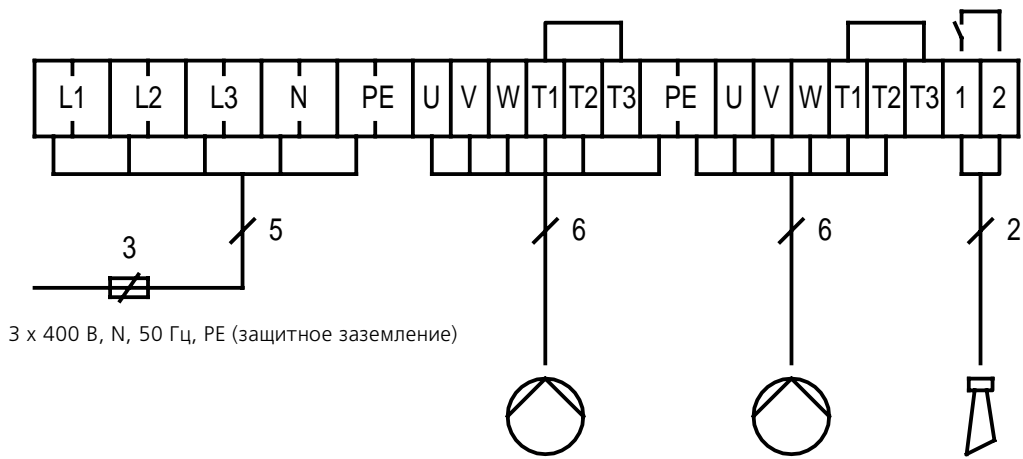 L1 L2 L3 N PE U V W T1 T2 T3 PE U V W T1 T2 T3 1 2
3 5 6 6 2
3 x 400 В, N, 50 Гц, PE (защитное заземление)